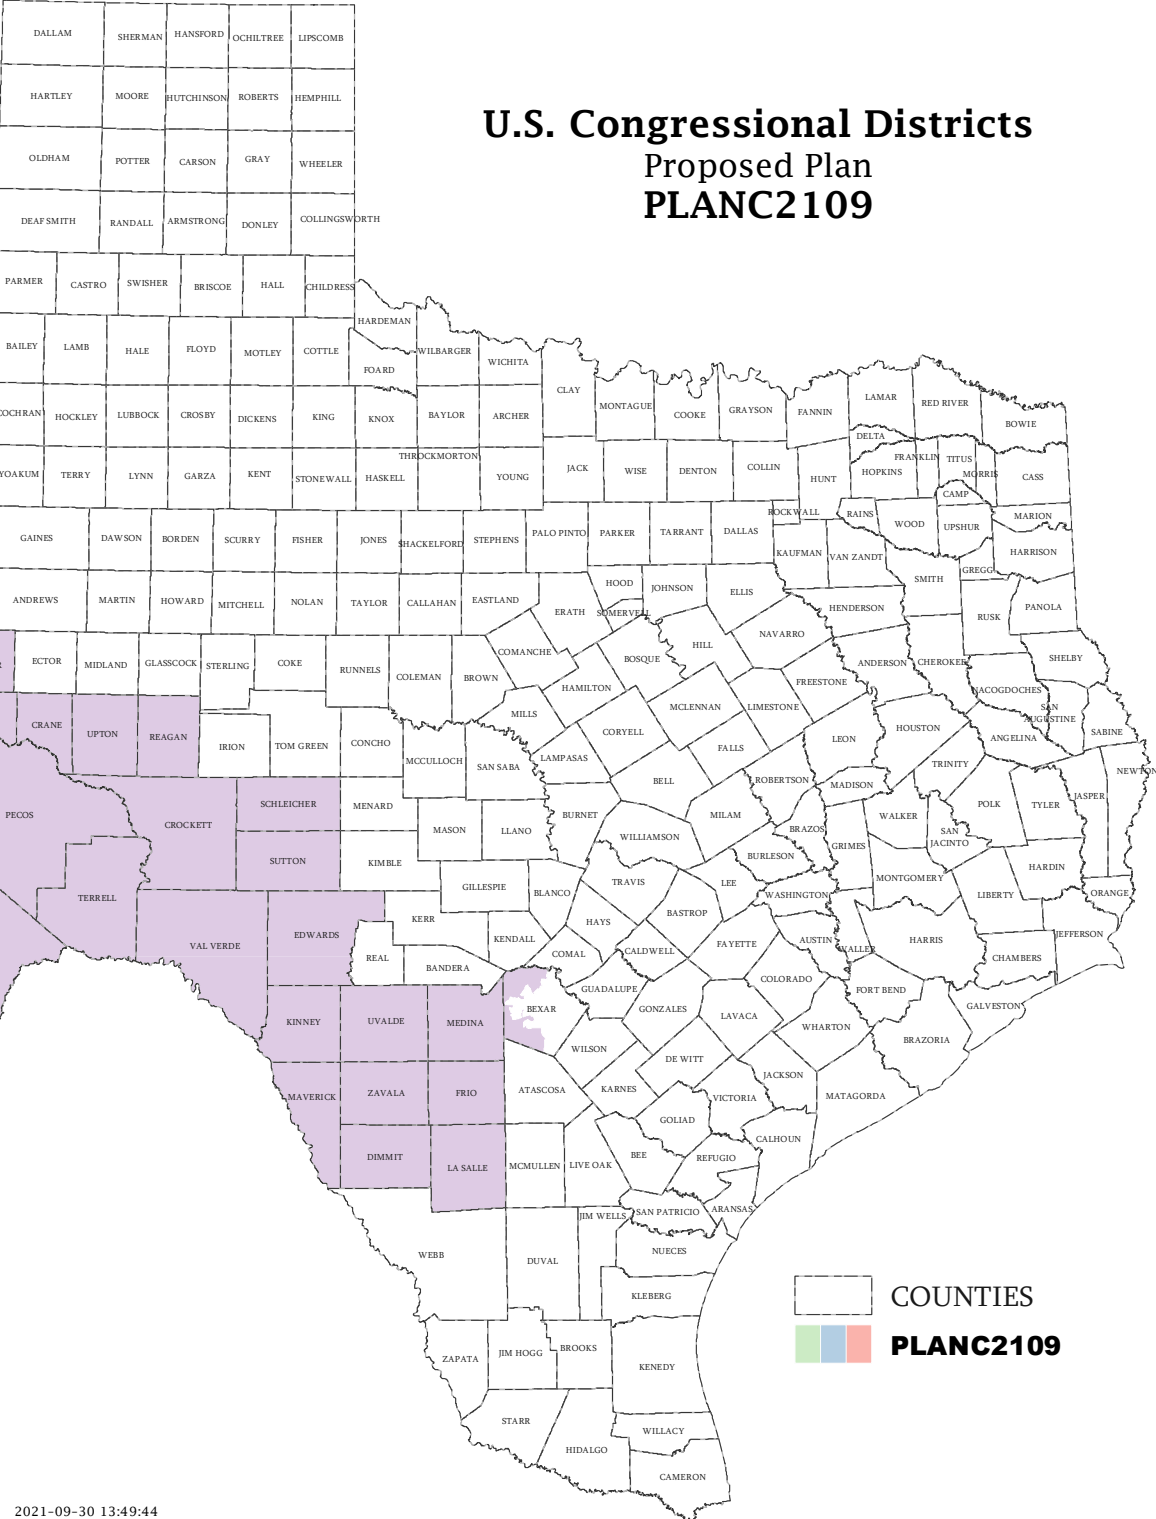 U.S. Congressional Districts
Proposed Plan
PLANC2109
DALLAM SHERMAN HANSFORD OCHILTREE LIPSCOMB
HARTLEY MOORE HUTCHINSON ROBERTS HEMPHILL
OLDHAM POTTER CARSON GRAY WHEELER
DEAF SMITH RANDALL ARMSTRONG DONLEY COLLINGSWORTH
PARMER CASTRO SWISHER BRISCOE HALL CHILDRESS
HARDEMAN
BAILEY LAMB HALE FLOYD MOTLEY COTTLE FOARD WILBARGER WICHITA CLAY
COCHRAN HOCKLEY LUBBOCK CROSBY DICKENS KING KNOX BAYLOR ARCHER MONTAGUE COOKE GRAYSON FANNIN LAMAR RED RIVER BOWIE
DELTA
YOAKUM TERRY LYNN GARZA KENT STONEWALL HASKELL THROCKMORTON YOUNG JACK WISE DENTON COLLIN HUNT HOPKINS FRANKLIN TITUS MORRIS CASS
CAMP
ROCKWALL RAINS WOOD UPSHUR MARION
GAINES DAWSON BORDEN SCURRY FISHER JONES SHACKELFORD STEPHENS PALO PINTO PARKER TARRANT DALLAS KAUFMAN VAN ZANDT HARRISON
SMITH GREGG
ANDREWS MARTIN HOWARD MITCHELL NOLAN TAYLOR CALLAHAN EASTLAND ERATH HOOD SOMERVELL JOHNSON ELLIS HENDERSON RUSK PANOLA
NAVARRO
R ECTOR MIDLAND GLASSCOCK STERLING COKE RUNNELS COLEMAN BROWN COMANCHE BOSQUE HILL ANDERSON CHEROKEE SHELBY
HAMILTON FREESTONE NACOGDOCHES
CRANE UPTON REAGAN IRION TOM GREEN CONCHO MILLS CORYELL MCLENNAN LIMESTONE LEON HOUSTON SAN
AUGUSTINE
ANGELINA SABINE
MCCULLOCH SAN SABA LAMPASAS BELL FALLS ROBERTSON MADISON TRINITY NEWTON
PECOS CROCKETT SCHLEICHER MENARD MASON LLANO BURNET WILLIAMSON MILAM BRAZOS WALKER POLK TYLER JASPER
SAN
JACINTO
SUTTON KIMBLE GRIMES
TERRELL GILLESPIE BLANCO TRAVIS LEE BURLESON WASHINGTON MONTGOMERY LIBERTY HARDIN ORANGE
VAL VERDE EDWARDS KERR KENDALL HAYS BASTROP FAYETTE AUSTIN WALLER HARRIS JEFFERSON
REAL BANDERA COMAL CALDWELL COLORADO CHAMBERS
KINNEY UVALDE MEDINA BEXAR GUADALUPE GONZALES LAVACA FORT BEND GALVESTON
WHARTON BRAZORIA
WILSON DE WITT
MAVERICK ZAVALA FRIO ATASCOSA KARNES VICTORIA JACKSON MATAGORDA
GOLIAD
CALHOUN
DIMMIT LA SALLE MCMULLEN LIVE OAK BEE REFUGIO
JIM WELLS SAN PATRICIO ARANSAS
WEBB DUVAL NUECES
KLEBERG
ZAPATA JIM HOGG BROOKS KENEDY
STARR HIDALGO WILLACY
CAMERON
COUNTIES
PLANC2109
2021-09-30 13:49:44